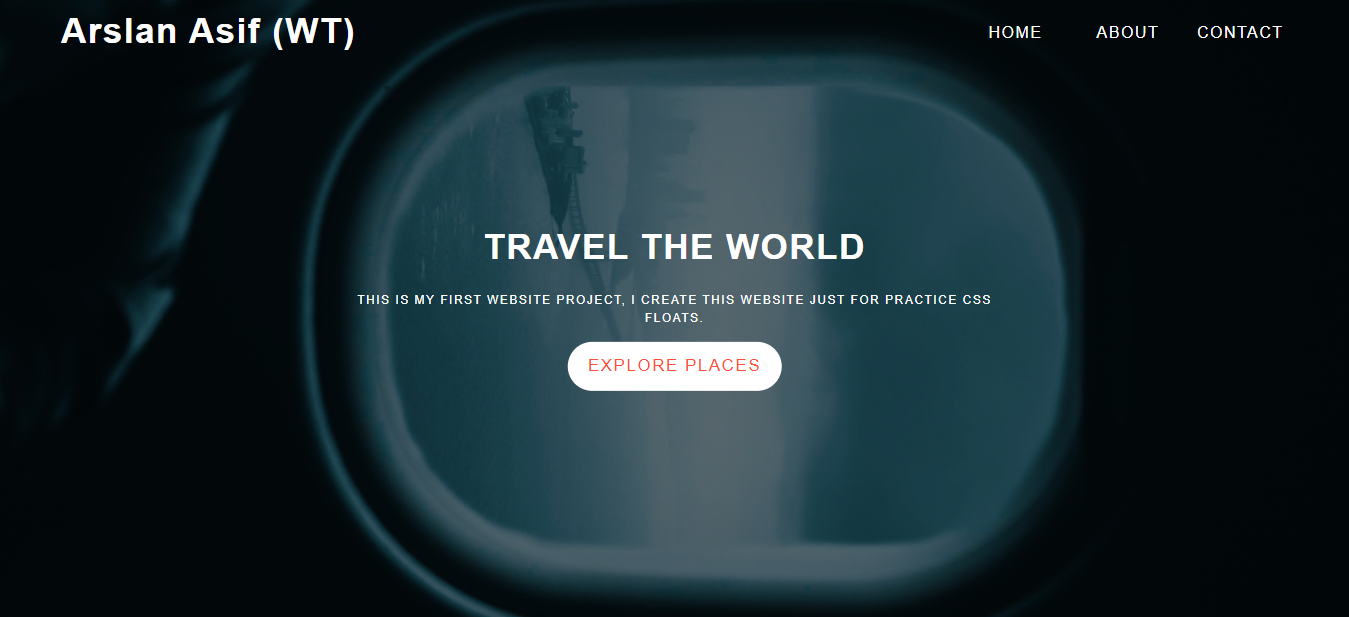 Arslan Asif (WT)
HOME ABOUT CONTACT
TRAVEL THE WORLD
THIS IS MY FIRST WEBSITE PROJECT, I CREATE THIS WEBSITE JUST FOR PRACTICE CSS
FLOATS.
EXPLORE PLACES